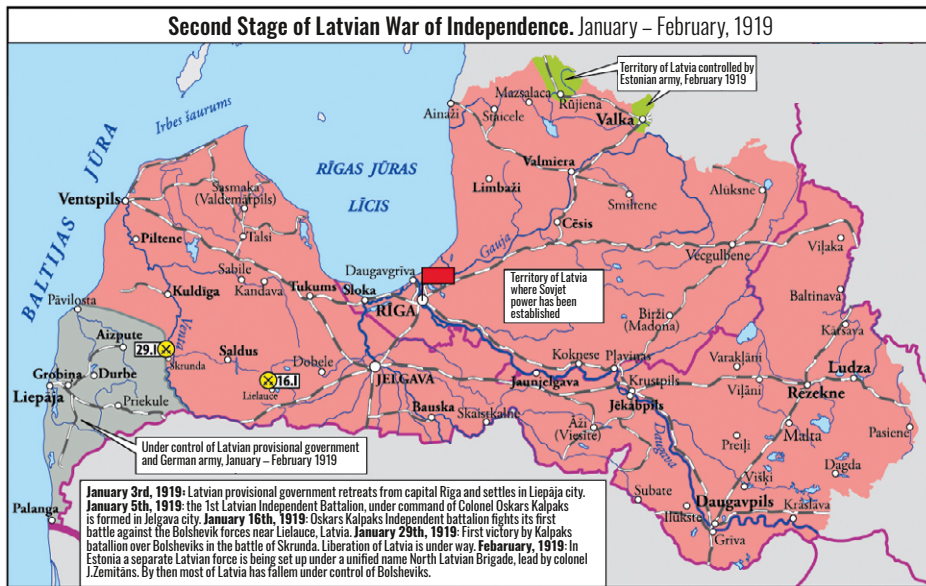 Second Stage of Latvian War of Independence. January – February, 1919
Territory of Latvia controlled by
Estonian army, February 1919
BALTIJAS JŪRA
Irbes šaurums
RĪGAS JŪRAS
LĪCIS
Mazsalaca
Rūjiena
Ainaži
Staicele
Valka
Valmiera
Limbaži
Smiltene
Alūksne
Cēsis
Gauja
Vecgulbene
Viļaka
Ventspils
Sasmaka
(Valdemārpils)
Piltene
Talsi
Sabile
Kandava
Kuldīga
Tukums
Sloka
Daugavgrīva
RĪGA
Territory of Latvia
where Sovjet
power has been
established
Baltinava
Birži
(Madona)
Kārsava
Pāvilosta
Venta
Aizpute
29.I
Skrunda
Saldus
Dobele
16.I
Lielauce
JELGAVA
Koknese
Pļaviņas
Varakļāni
Ludza
Grobiņa
Durbe
Liepāja
Priekule
Jaunjelgava
Krustpils
Jēkabpils
Viļāni
Rēzekne
Bauska
Skaistkalne
Āži
(Viesīte)
Daugava
Preiļi
Malta
Pasiene
Under control of Latvian provisional government
and German army, January – February 1919
Dagda
Višķi
Subate
Daugavpils
Krāslava
Ilūkste
Grīva
Palanga
January 3rd, 1919: Latvian provisional government retreats from capital Rīga and settles in Liepāja city.
January 5th, 1919: the 1st Latvian Independent Battalion, under command of Colonel Oskars Kalpaks
is formed in Jelgava city. January 16th, 1919: Oskars Kalpaks Independent battalion fights its first
battle against the Bolshevik forces near Lielauce, Latvia. January 29th, 1919: First victory by Kalpaks
batallion over Bolsheviks in the battle of Skrunda. Liberation of Latvia is under way. Febarary, 1919: In
Estonia a separate Latvian force is being set up under a unified name North Latvian Brigade, lead by colonel
J.Zemitāns. By then most of Latvia has fallem under control of Bolsheviks.